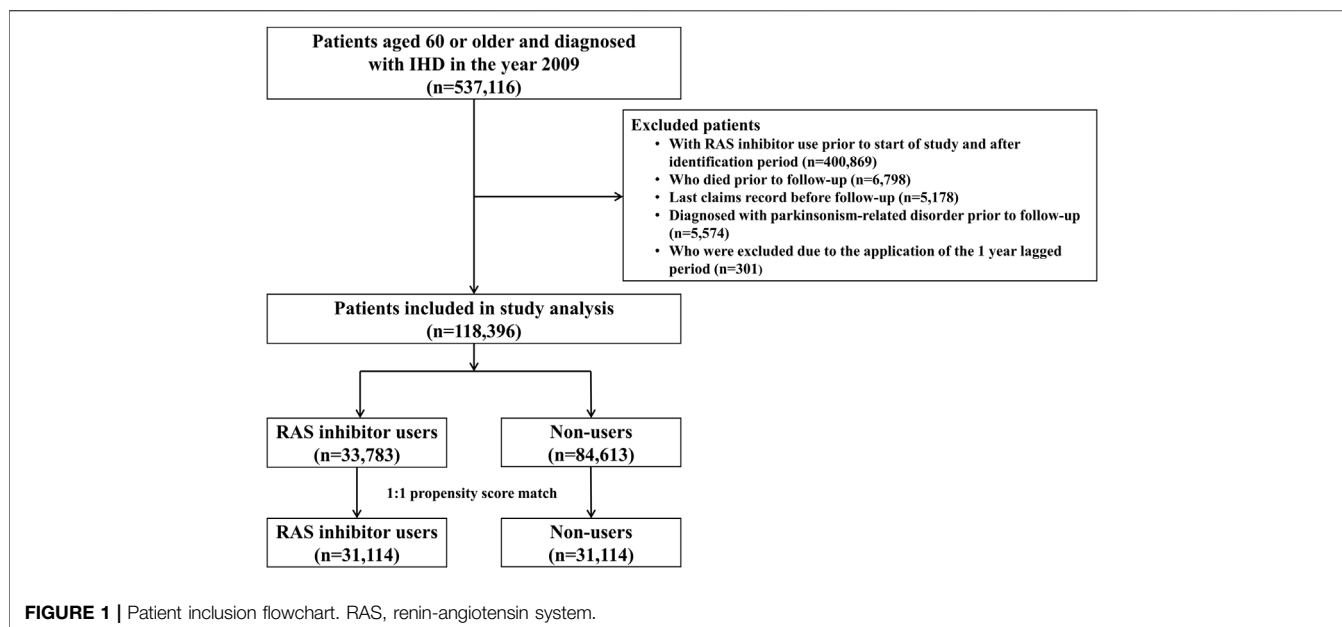 Patients aged 60 or older and diagnosed
with IHD in the year 2009
(n=537,116)
Excluded patients
• With RAS inhibitor use prior to start of study and after
identification period (n=400,869)
• Who died prior to follow-up (n=6,798)
• Last claims record before follow-up (n=5,178)
• Diagnosed with parkinsonism-related disorder prior to follow-up
(n=5,574)
• Who were excluded due to the application of the 1 year lagged
period (n=301)
Patients included in study analysis
(n=118,396)
RAS inhibitor users
(n=33,783)
Non-users
(n=84,613)
1:1 propensity score match
RAS inhibitor users
(n=31,114)
Non-users
(n=31,114)
FIGURE 1 | Patient inclusion flowchart. RAS, renin-angiotensin system.